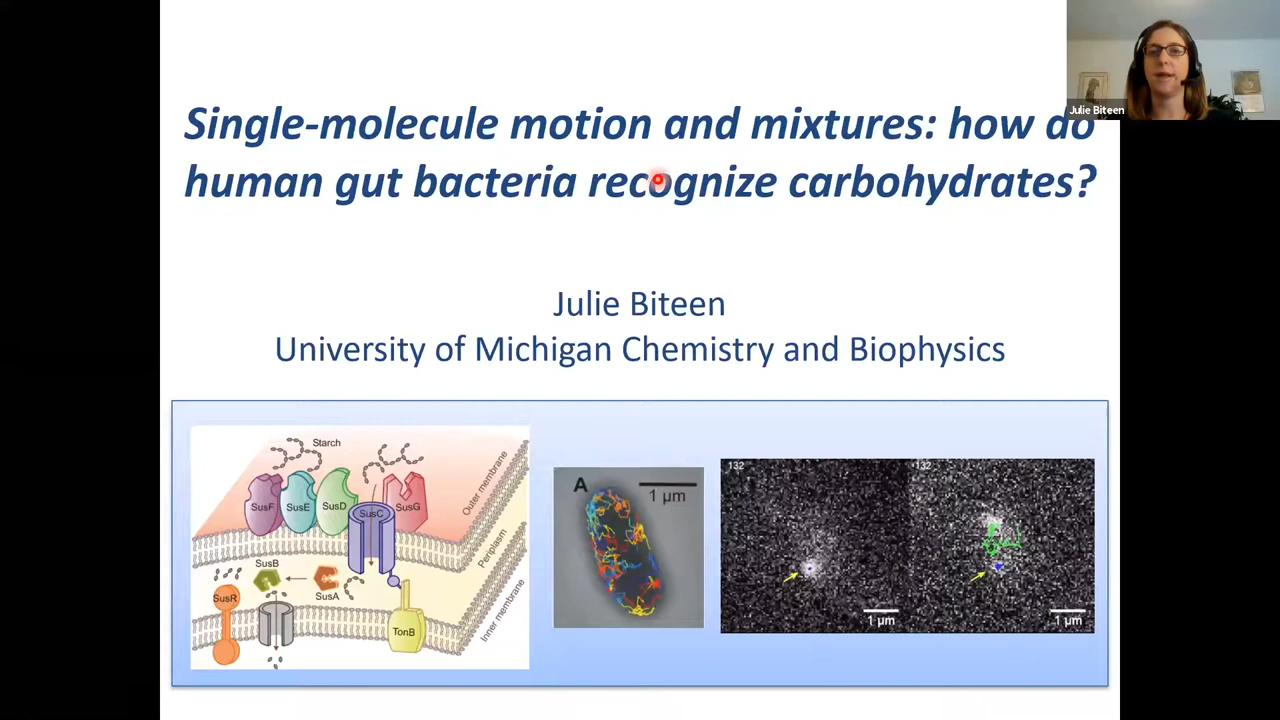 Julie Biteen
Single-molecule motion and mixtures: how do
human gut bacteria recognize carbohydrates?
Julie Biteen
University of Michigan Chemistry and Biophysics
Starch
SusF
SusE
SusD
SusC
SusG
Outer membrane
Periplasm
Inner membrane
SusB
SusA
SusR
TonB
A
1 μm
132
1 μm
132
1 μm